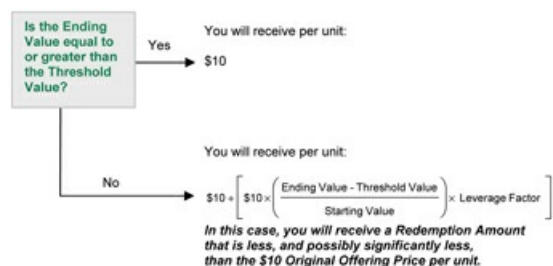 Is the Ending
Value equal to
or greater than
the Threshold
Value?
Yes
You will receive per unit:
$10
No
You will receive per unit:
$10 + [ $10 × ( Ending Value - Threshold Value
Starting Value ) × Leverage Factor ]
In this case, you will receive a Redemption Amount
that is less, and possibly significantly less,
than the $10 Original Offering Price per unit.